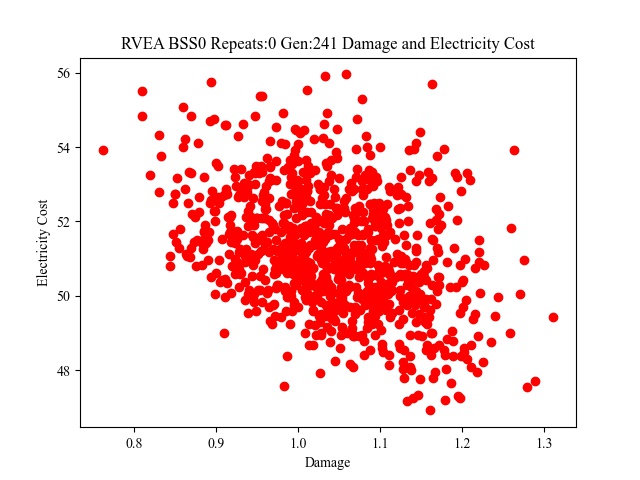 RVEA BSS0 Repeats:0 Gen:241 Damage and Electricity Cost
56
54
52
50
48
Electricity Cost
0.8 0.9 1.0 1.1 1.2 1.3
Damage